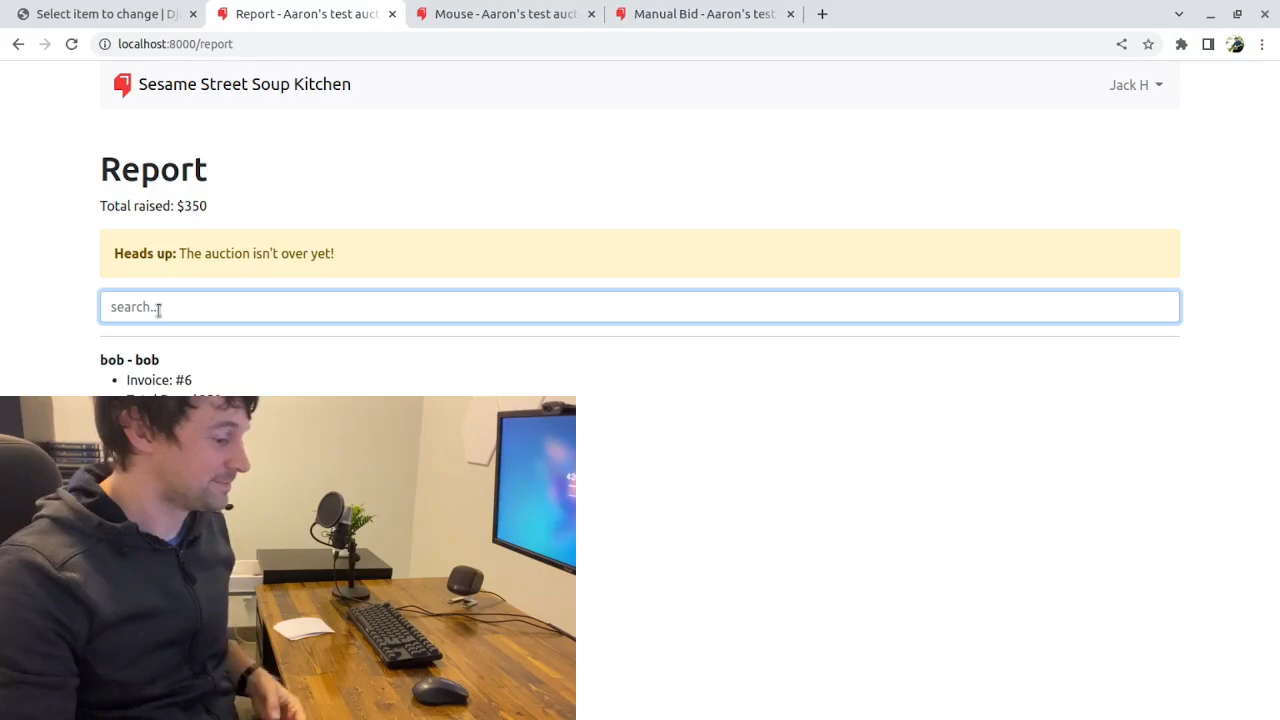 Select item to change | Dj
Report - Aaron's test auct
Mouse - Aaron's test auct
Manual Bid - Aaron's test
localhost:8000/report
Sesame Street Soup Kitchen
Jack H
Report
Total raised: $350
Heads up: The auction isn't over yet!
search...
bob - bob
Invoice: #6